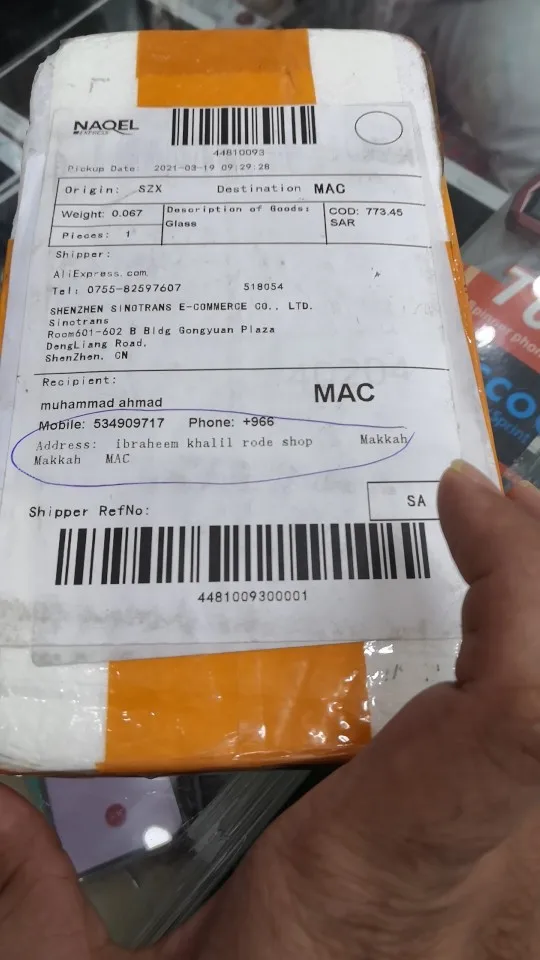 NAQEL
EXPRESS
44810093
Pickup Date: 2021-03-19 09:29:28
Origin: SZX Destination MAC
Weight: 0.067 Description of Goods: COD: 773.45
Glass SAR
Pieces: 1
Shipper:
AliExpress.com
Tel: 0755-82597607 518054
SHENZHEN SINOTRANS E-COMMERCE CO., LTD.
Sinotrans
Room601-602 B Bldg Gongyuan Plaza
DengLiang Road,
ShenZhen, CN
Recipient:
MAC
muhammad ahmad
Mobile: 534909717 Phone: +966
Address: ibraheem khalil rode shop Makkah
Makkah MAC
SA
Shipper RefNo:
4481009300001